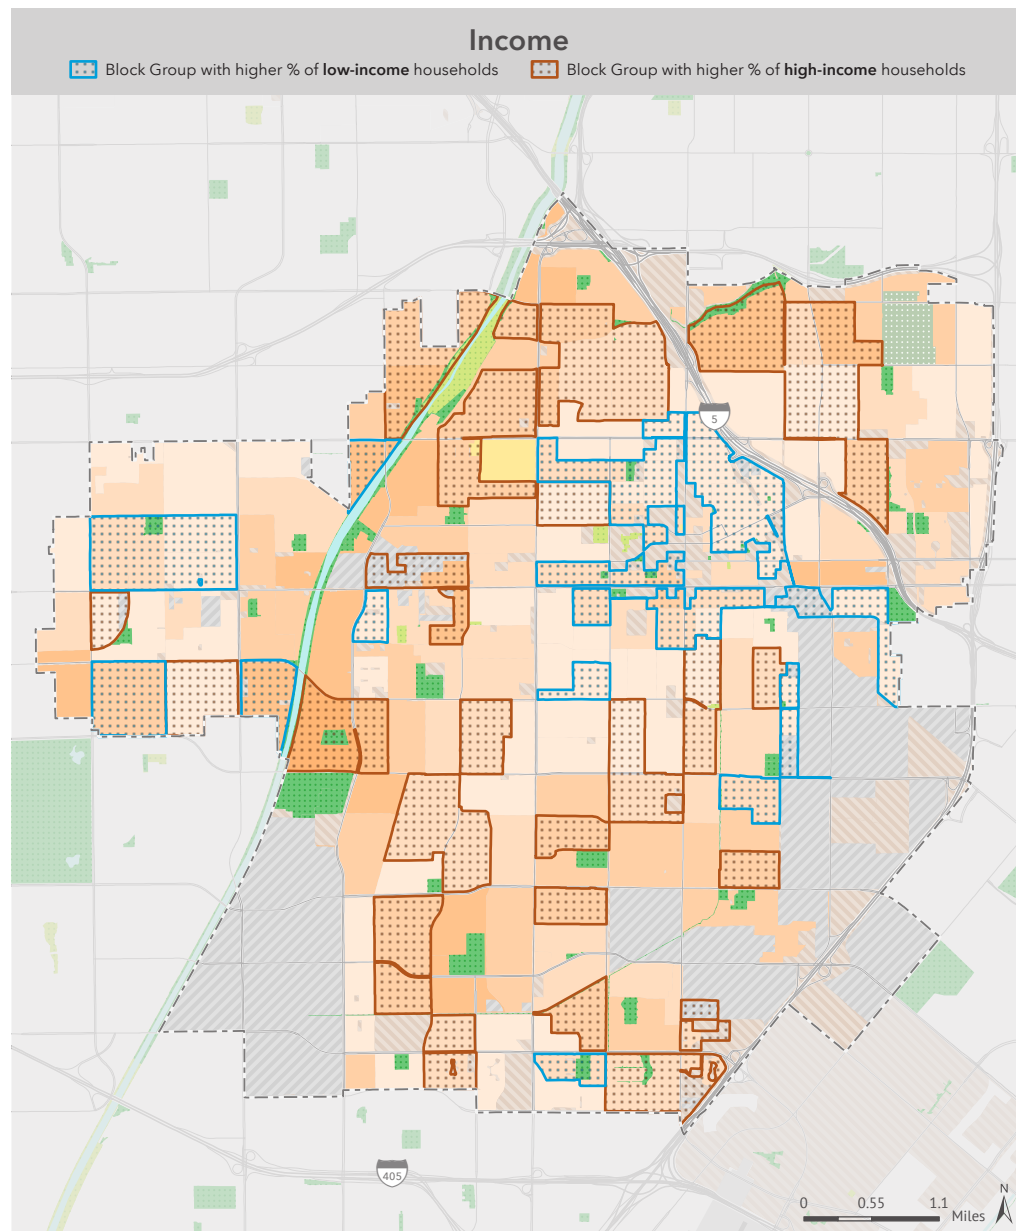 Income
Block Group with higher % of low-income households
Block Group with higher % of high-income households
5
405
0 0.55 1.1
Miles
N